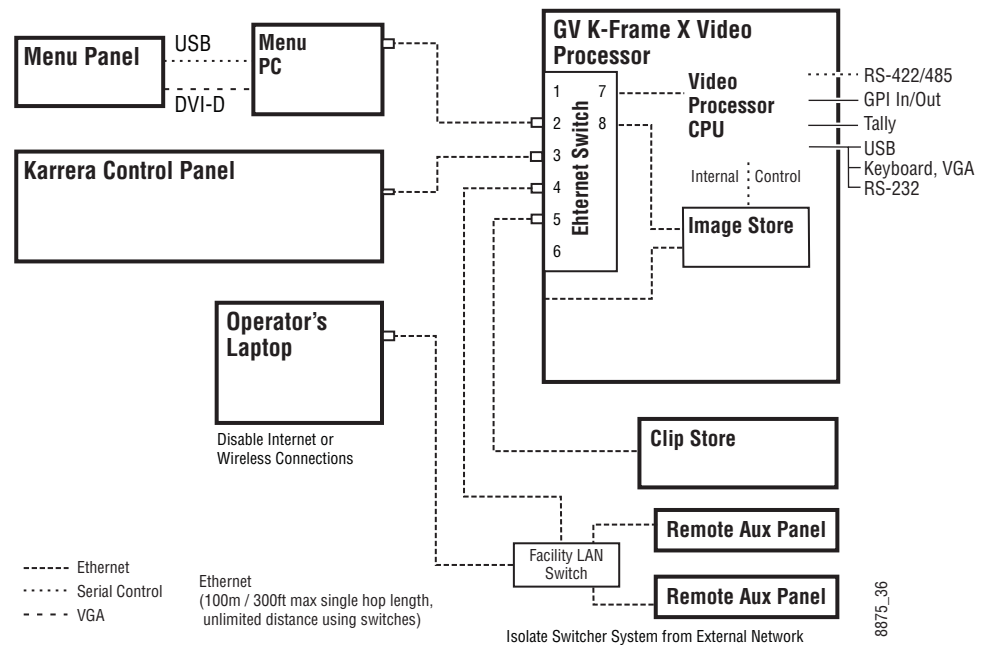 Menu Panel
USB
DVI-D
Menu
PC
GV K-Frame X Video
Processor
1
2
3
4
5
6
7
8
Ehternet Switch
Video
Processor
CPU
RS-422/485
GPI In/Out
Tally
USB
Keyboard, VGA
RS-232
Internal
Control
Image Store
Karrera Control Panel
Operator's
Laptop
Disable Internet or
Wireless Connections
Clip Store
Remote Aux Panel
Facility LAN
Switch
Remote Aux Panel
Ethernet
Serial Control
VGA
Ethernet
(100m / 300ft max single hop length,
unlimited distance using switches)
Isolate Switcher System from External Network
8875_36